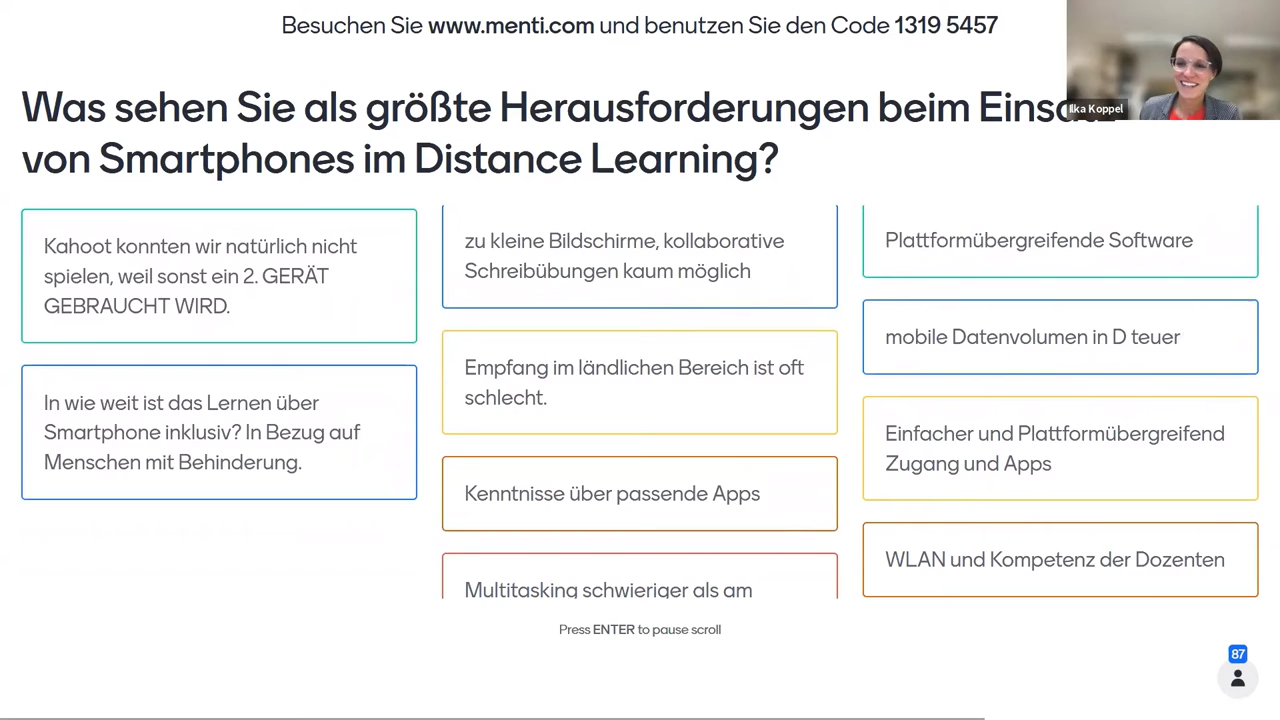 Besuchen Sie www.menti.com und benutzen Sie den Code 1319 5457
Ilka Koppel
Was sehen Sie als größte Herausforderungen beim Einsatz
von Smartphones im Distance Learning?
Kahoot konnten wir natürlich nicht
spielen, weil sonst ein 2. GERÄT
GEBRAUCHT WIRD.
In wie weit ist das Lernen über
Smartphone inklusiv? In Bezug auf
Menschen mit Behinderung.
zu kleine Bildschirme, kollaborative
Schreibübungen kaum möglich
Empfang im ländlichen Bereich ist oft
schlecht.
Kenntnisse über passende Apps
Multitasking schwieriger als am
Plattformübergreifende Software
mobile Datenvolumen in D teuer
Einfacher und Plattformübergreifend
Zugang und Apps
WLAN und Kompetenz der Dozenten
Press ENTER to pause scroll
87